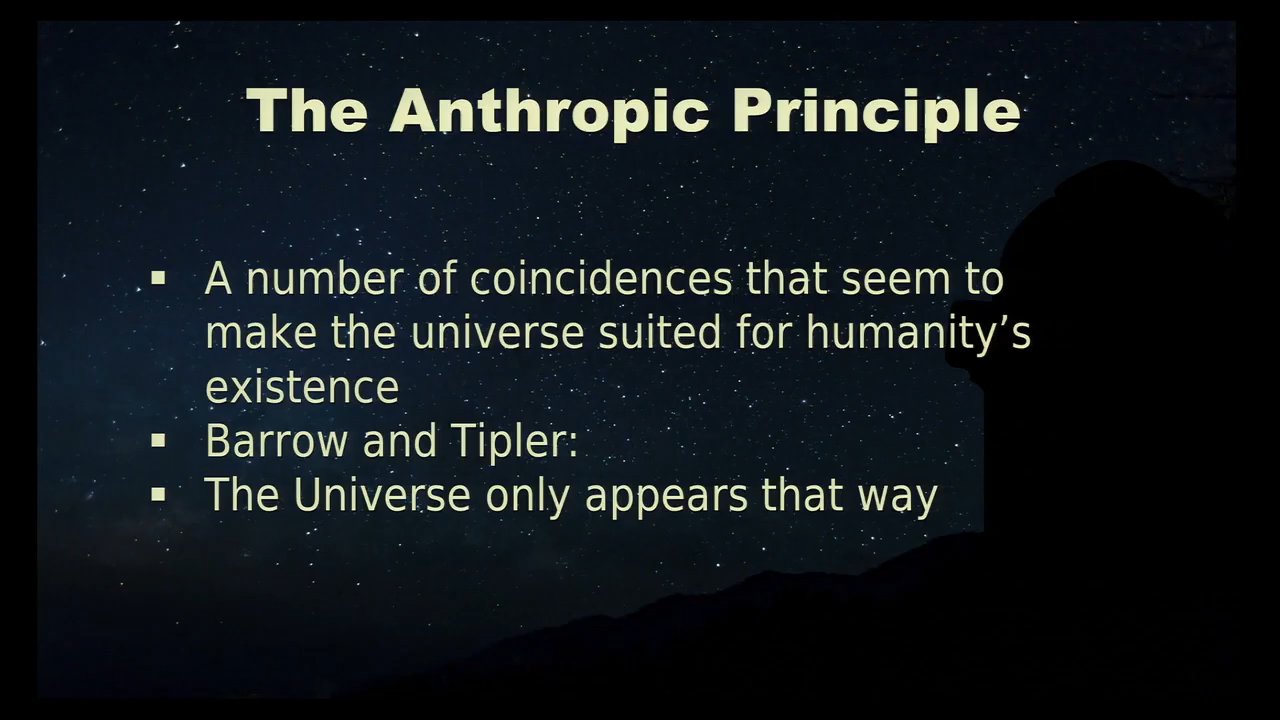 The Anthropic Principle
▪ A number of coincidences that seem to
make the universe suited for humanity’s
existence
▪ Barrow and Tipler:
▪ The Universe only appears that way